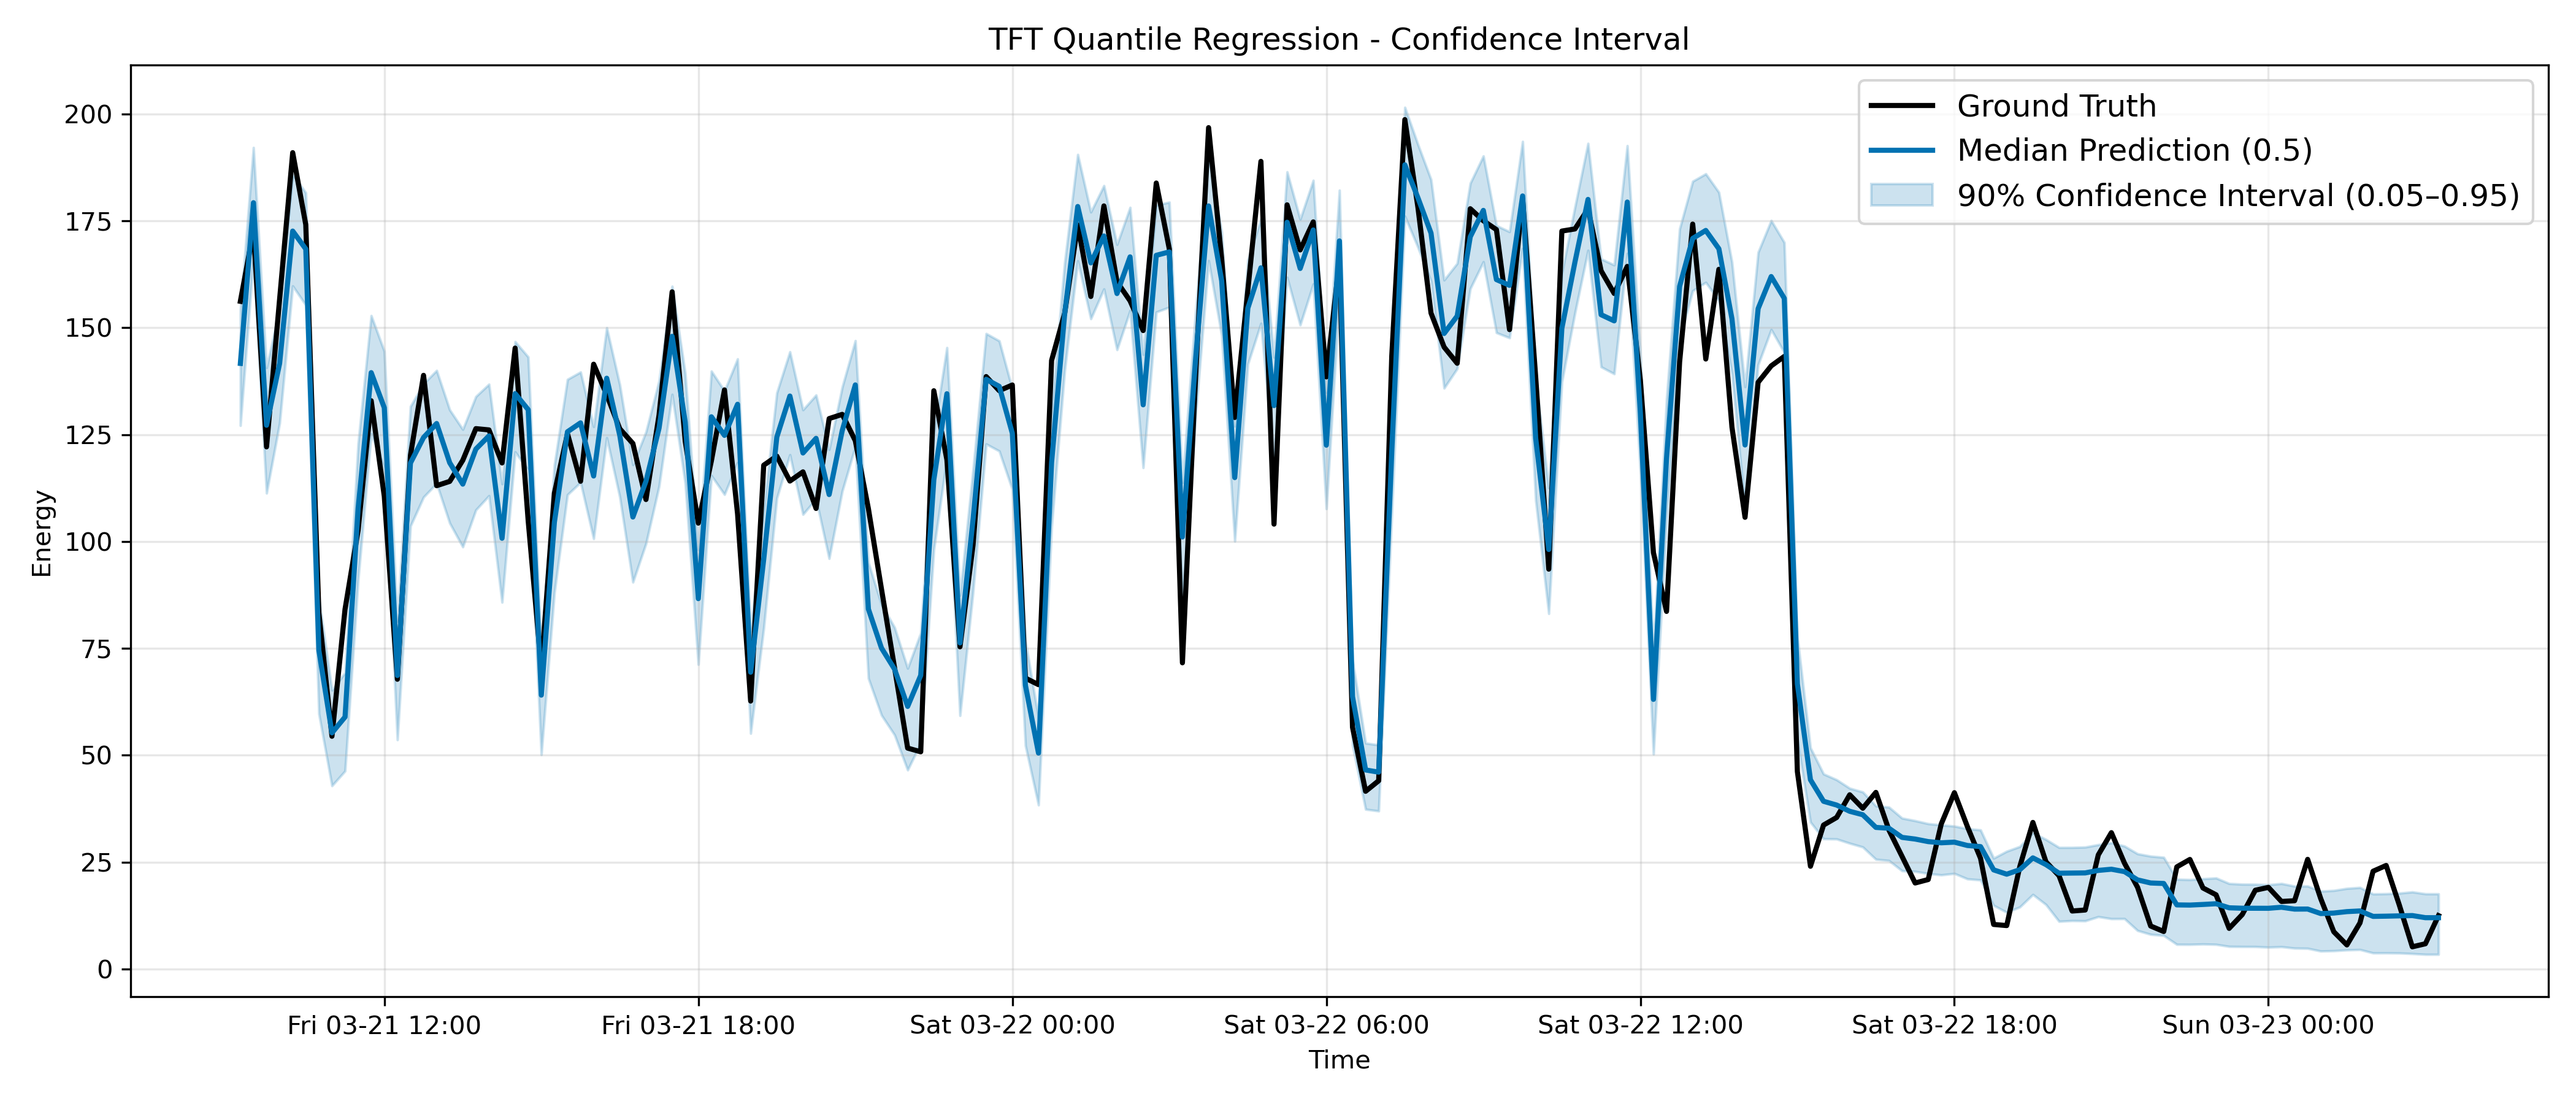 TFT Quantile Regression - Confidence Interval
Ground Truth
Median Prediction (0.5)
90% Confidence Interval (0.05–0.95)
Energy
200
175
150
125
100
75
50
25
0
Fri 03-21 12:00
Fri 03-21 18:00
Sat 03-22 00:00
Sat 03-22 06:00
Sat 03-22 12:00
Sat 03-22 18:00
Sun 03-23 00:00
Time